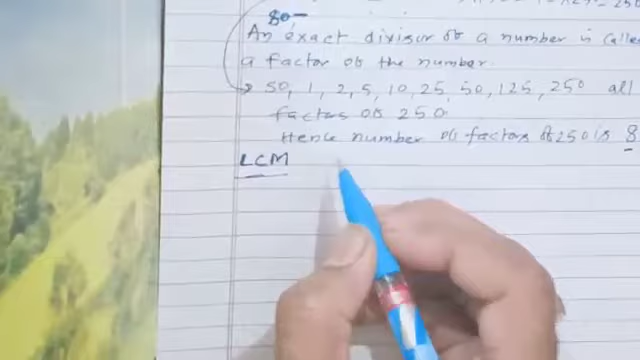 So-
An exact divisor of a number is called
a factor of the number.
So, 1, 2, 5, 10, 25, 50, 125, 250 all
factors of 250.
Hence number of factors of 250 is 8
LCM